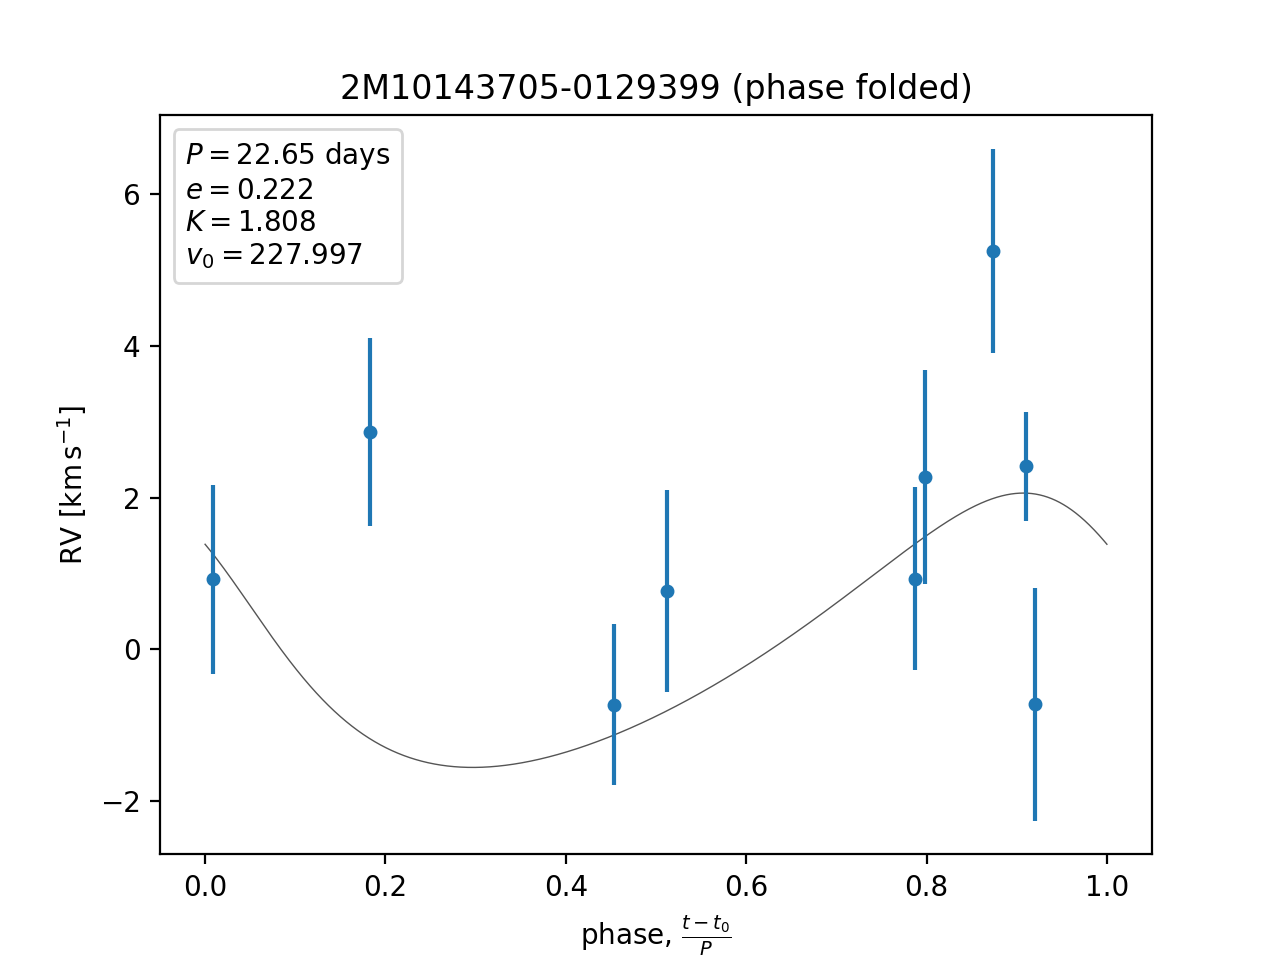 2M10143705-0129399 (phase folded)
P = 22.65 days
e = 0.222
K = 1.808
v₀ = 227.997
6
4
2
0
−2
RV [km s⁻¹]
0.0 0.2 0.4 0.6 0.8 1.0
phase, (t − t₀)/P